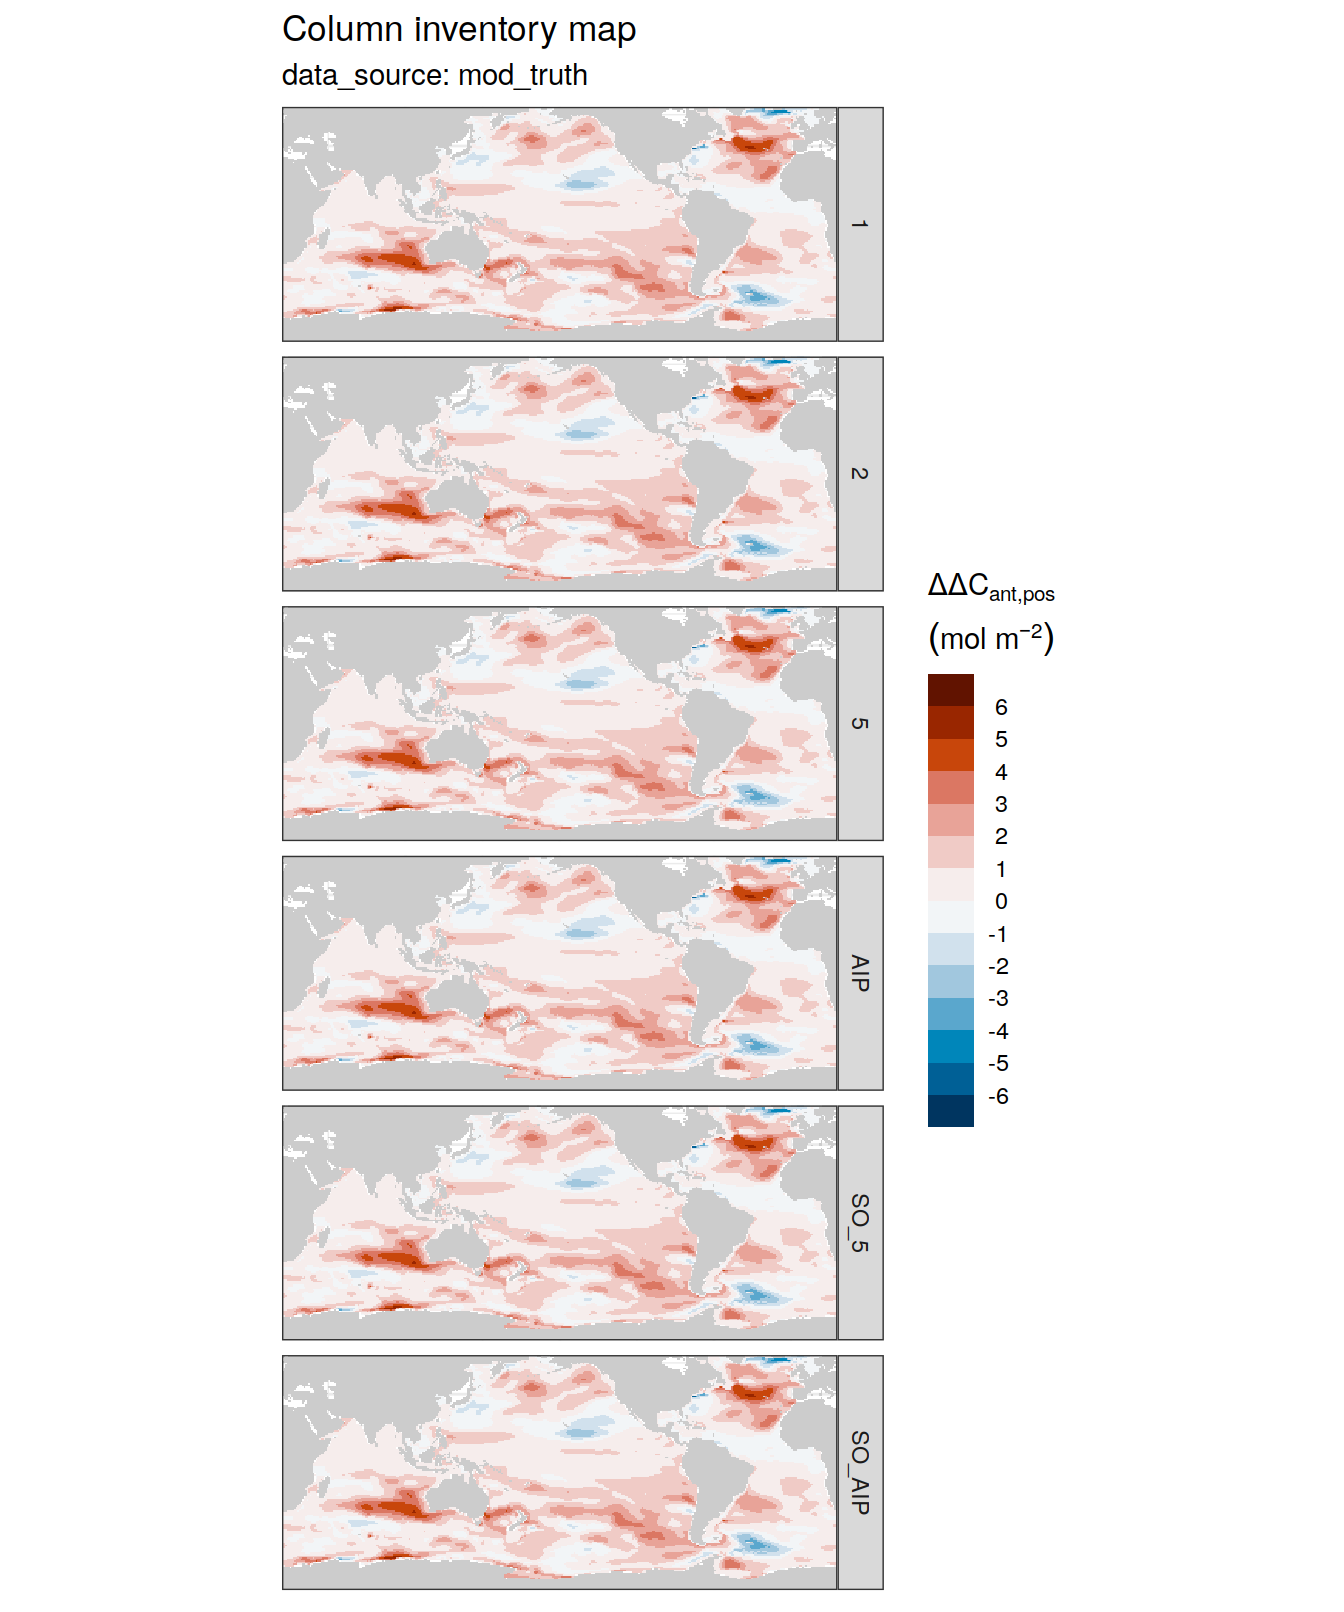 Column inventory map
data_source: mod_truth
1
2
5
AIP
SO_5
SO_AIP
ΔΔCant,pos
(mol m−2)
6
5
4
3
2
1
0
-1
-2
-3
-4
-5
-6